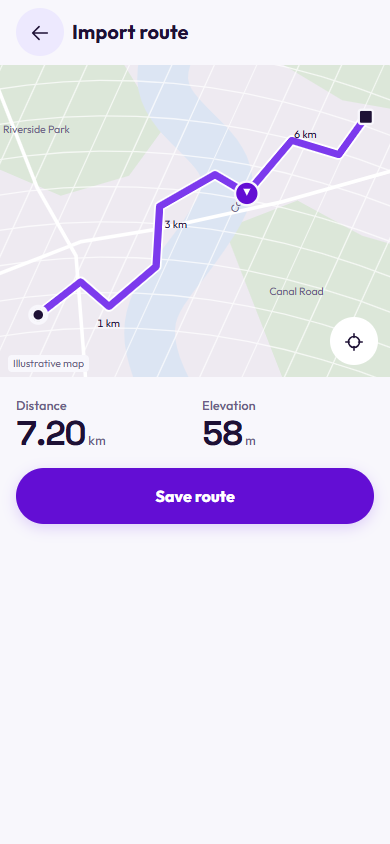 Import route
Riverside Park
6 km
3 km
Canal Road
1 km
Illustrative map
Distance
7.20 km
Elevation
58 m
Save route